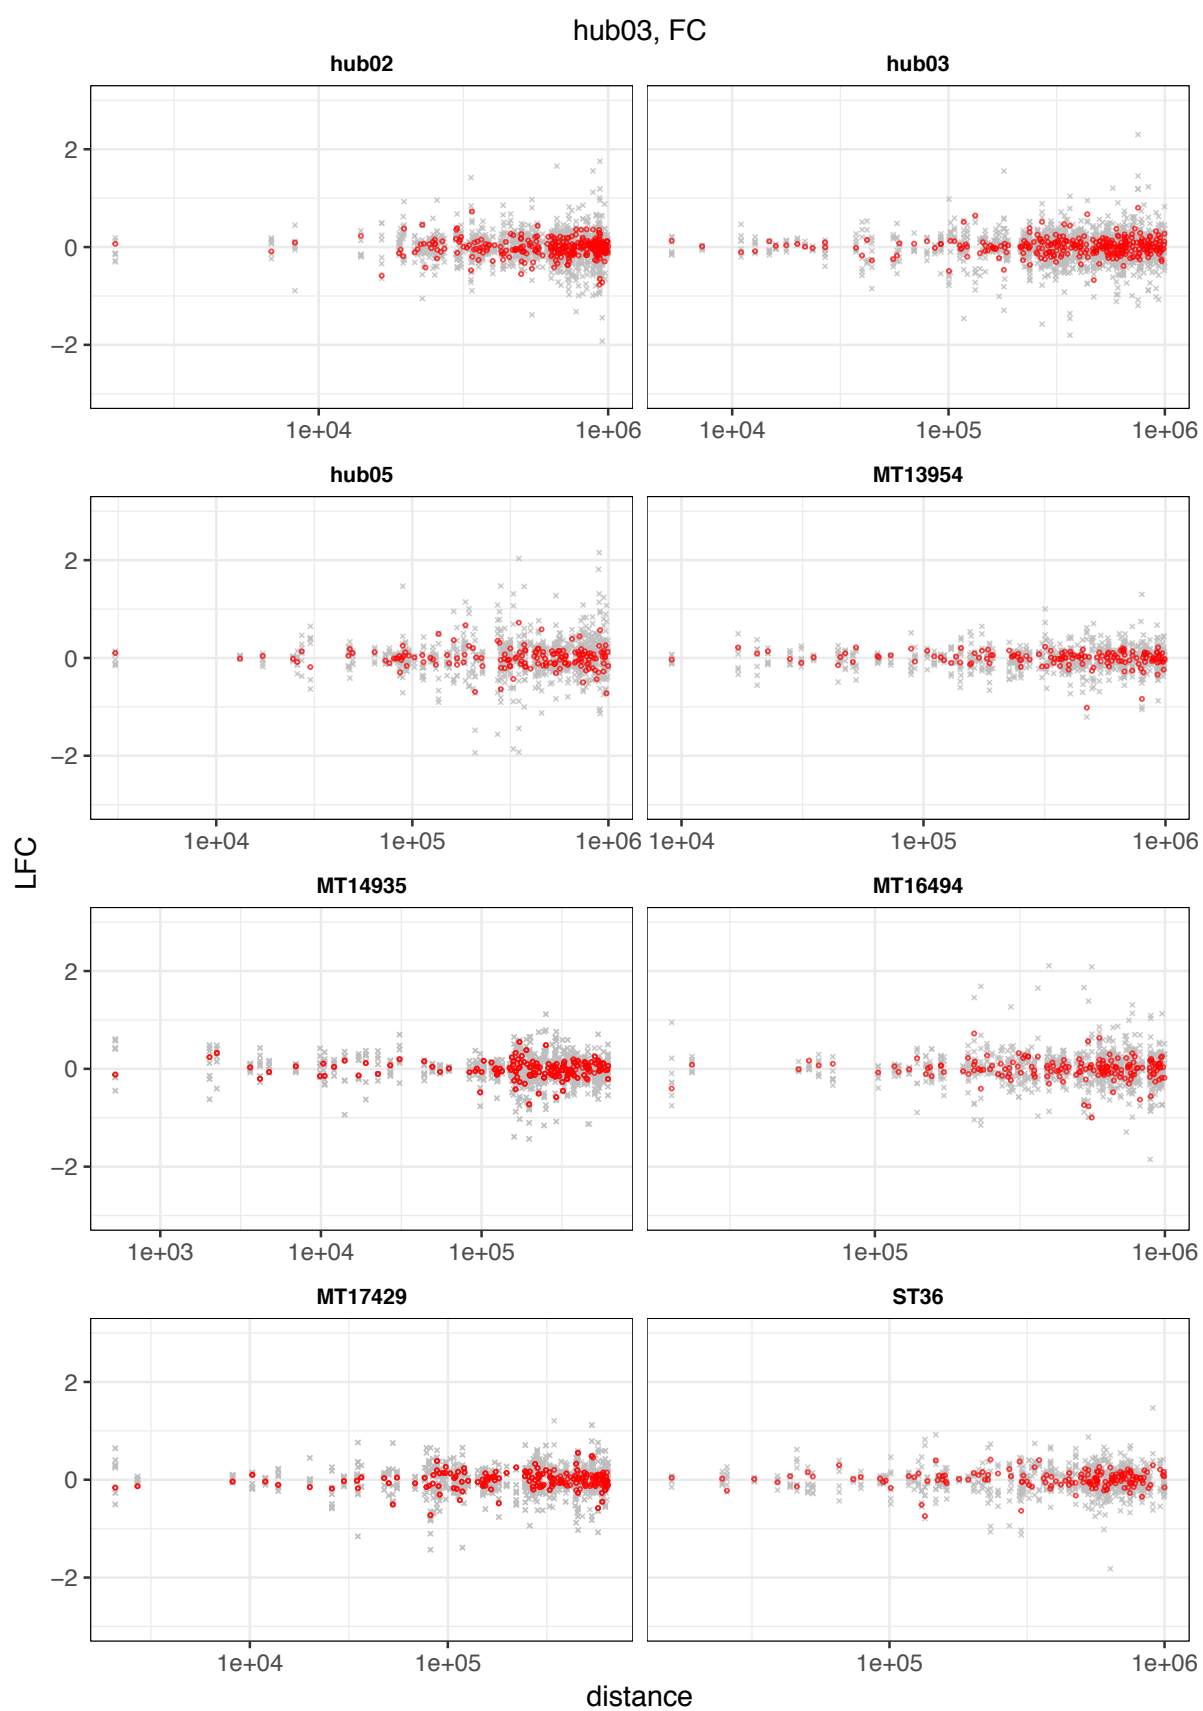 hub03, FC
hub02 hub03
2
0
−2
1e+04 1e+06 1e+04 1e+05 1e+06
hub05 MT13954
2
0
−2
1e+04 1e+05 1e+06 1e+04 1e+05 1e+06
LFC
MT14935 MT16494
2
0
−2
1e+03 1e+04 1e+05 1e+05 1e+06
MT17429 ST36
2
0
−2
1e+04 1e+05 1e+05 1e+06
distance